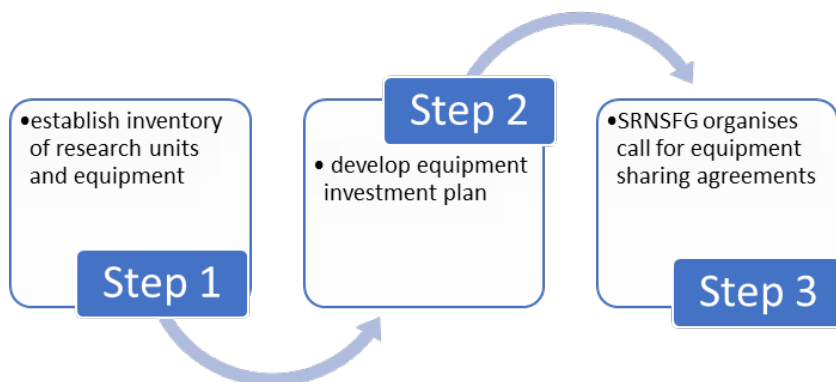 •establish inventory
of research units
and equipment
Step 1
Step 2
• develop equipment
investment plan
•SRNSFG organises
call for equipment
sharing agreements
Step 3